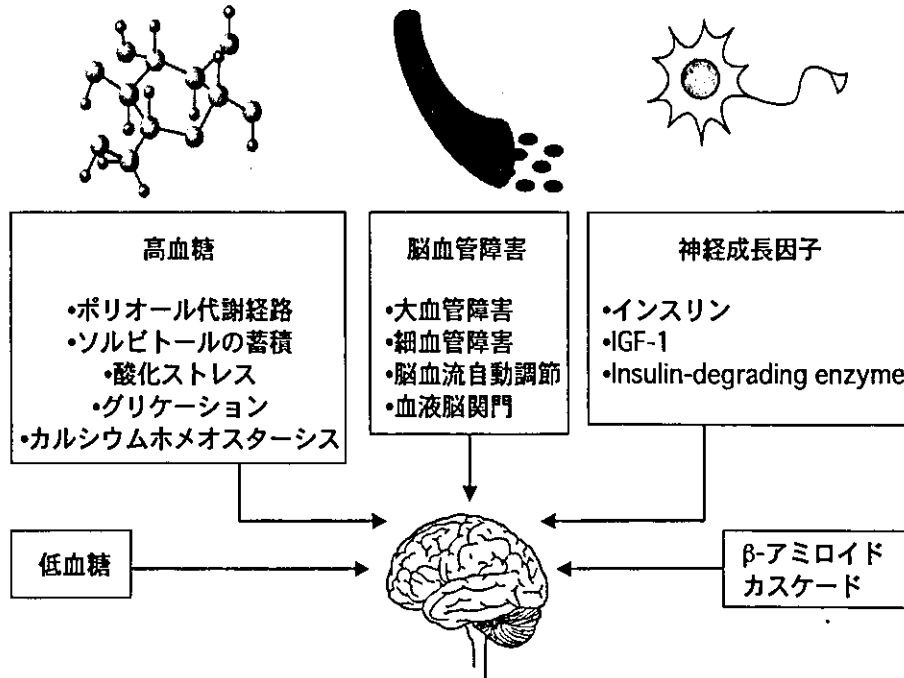 高血糖
•ポリオール代謝経路
•ソルビトールの蓄積
•酸化ストレス
•グリケーション
•カルシウムホメオスターシス
脳血管障害
•大血管障害
•細血管障害
•脳血流自動調節
•血液脳関門
神経成長因子
•インスリン
•IGF-1
•Insulin-degrading enzyme
低血糖
β-アミロイド
カスケード